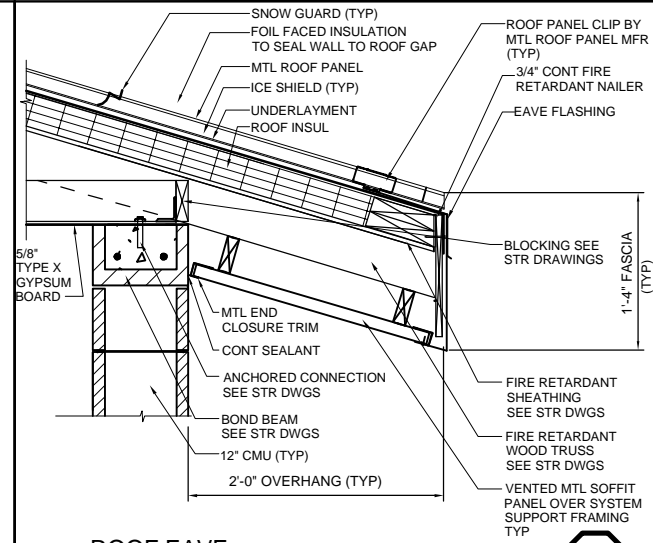 SNOW GUARD (TYP)
FOIL FACED INSULATION
TO SEAL WALL TO ROOF GAP
MTL ROOF PANEL
ICE SHIELD (TYP)
UNDERLAYMENT
ROOF INSUL
ROOF PANEL CLIP BY
MTL ROOF PANEL MFR
(TYP)
3/4" CONT FIRE
RETARDANT NAILER
EAVE FLASHING
BLOCKING SEE
STR DRAWINGS
1'-4" FASCIA
(TYP)
5/8"
TYPE X
GYPSUM
BOARD
MTL END
CLOSURE TRIM
CONT SEALANT
ANCHORED CONNECTION
SEE STR DWGS
BOND BEAM
SEE STR DWGS
12" CMU (TYP)
2'-0" OVERHANG (TYP)
FIRE RETARDANT
SHEATHING
SEE STR DWGS
FIRE RETARDANT
WOOD TRUSS
SEE STR DWGS
VENTED MTL SOFFIT
PANEL OVER SYSTEM
SUPPORT FRAMING
TYP
ROOF EAVE